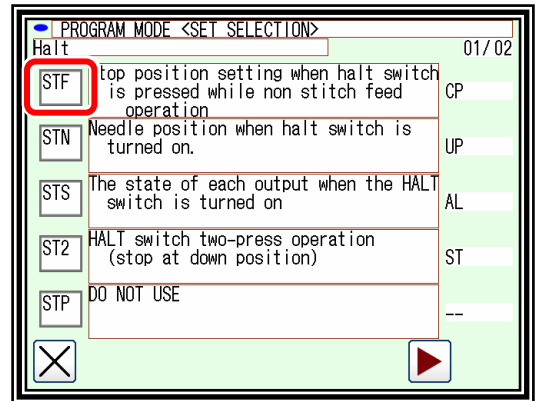 PROGRAM MODE <SET SELECTION>
Halt 01/02
STF top position setting when halt switch
is pressed while non stitch feed CP
operation
STN Needle position when halt switch is
turned on. UP
STS The state of each output when the HALT
switch is turned on AL
ST2 HALT switch two-press operation
(stop at down position) ST
STP DO NOT USE
--